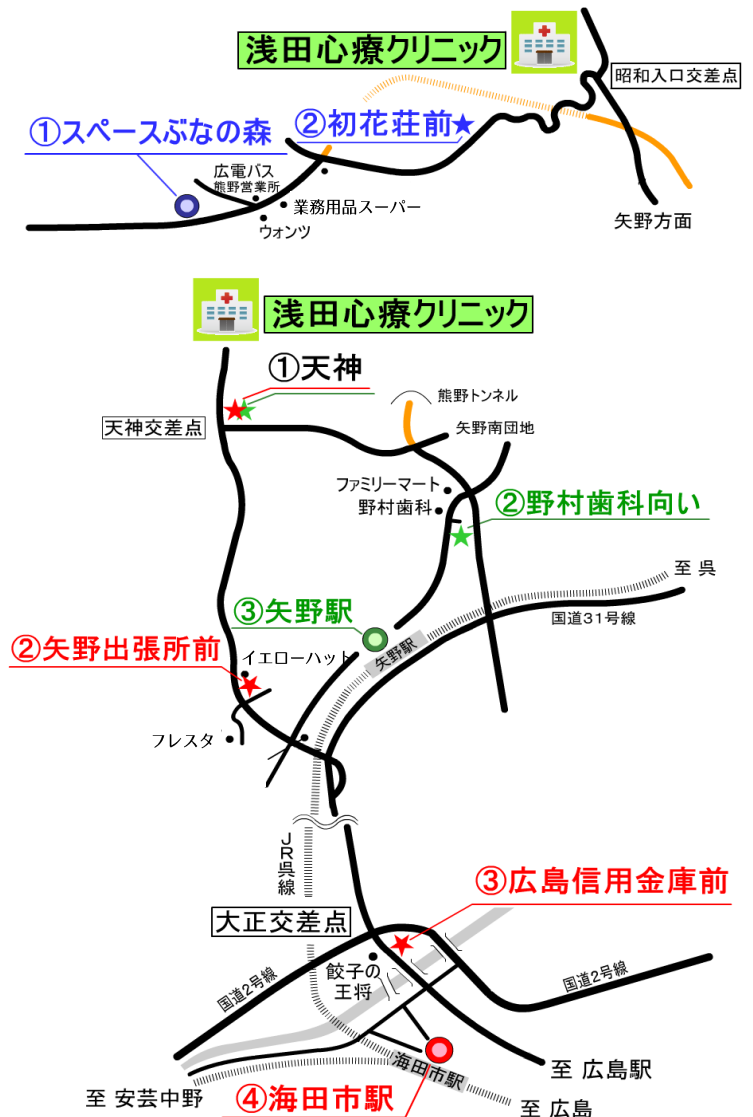 浅田心療クリニック
昭和入口交差点
①スペースぶなの森
②初花荘前
広電バス
熊野営業所
業務用品スーパー
ウォンツ
矢野方面
浅田心療クリニック
①天神
熊野トンネル
天神交差点
矢野南団地
ファミリーマート
野村歯科
②野村歯科向い
至 呉
国道31号線
③矢野駅
矢野駅
②矢野出張所前
イエローハット
フレスタ
JR呉線
③広島信用金庫前
大正交差点
餃子の
王将
国道2号線
国道2号線
海田市駅
至 広島駅
至 安芸中野
④海田市駅
至 広島